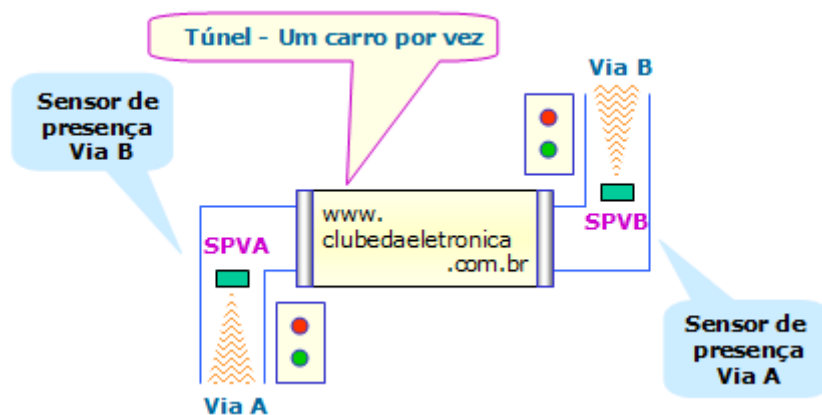 Túnel - Um carro por vez
Via B
Sensor de
presença
Via B
www.
clubedaeletronica
.com.br
SPVA
SPVB
Sensor de
presença
Via A
Via A